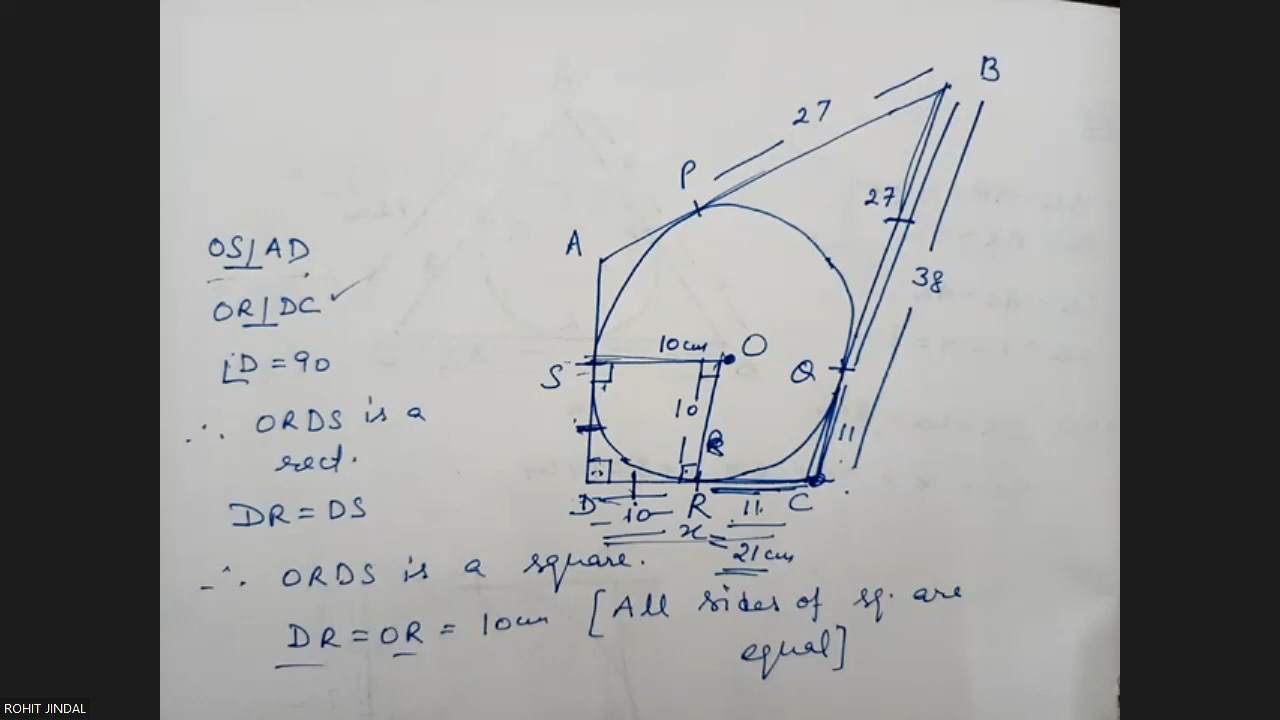 B
27
P
27
A
OS⊥AD
38
OR⊥DC ✓
10cm O
S
Q
∠D = 90
10
11
∴ ORDS is a
rect.
R
D 10 R 11 C
x = 21cm
DR = DS
∴ ORDS is a square.
DR = OR = 10cm [All sides of sq. are
equal]
ROHIT JINDAL